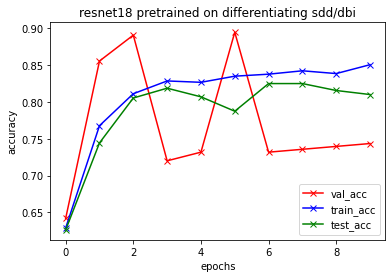 resnet18 pretrained on differentiating sdd/dbi
accuracy
0.90
0.85
0.80
0.75
0.70
0.65
0 2 4 6 8
epochs
val_acc
train_acc
test_acc